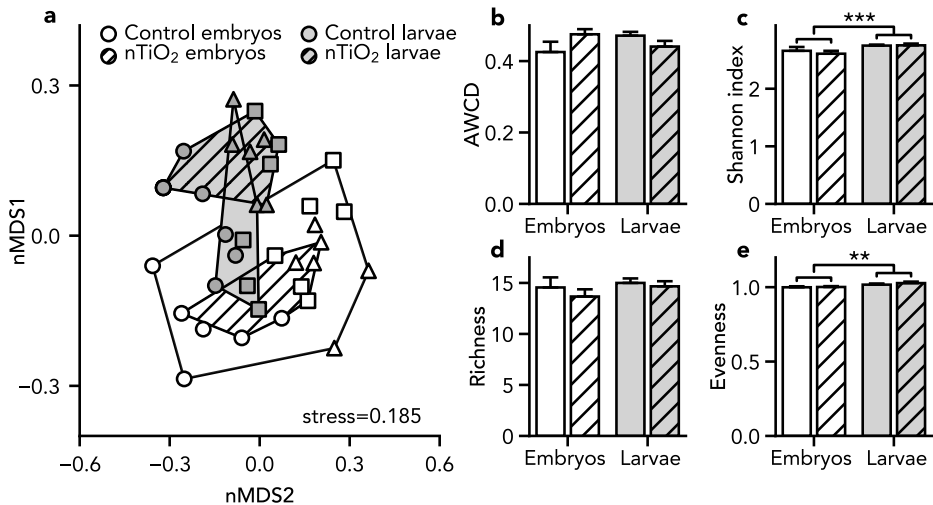 a
Control embryos
Control larvae
nTiO₂ embryos
nTiO₂ larvae
0.3
0.0
−0.3
nMDS1
stress=0.185
−0.6
−0.3
0.0
0.3
0.6
nMDS2
b
AWCD
0.4
0.2
0.0
Embryos
Larvae
c
***
Shannon index
2
1
0
Embryos
Larvae
d
Richness
15
10
5
0
Embryos
Larvae
e
**
Evenness
1.0
0.5
0.0
Embryos
Larvae